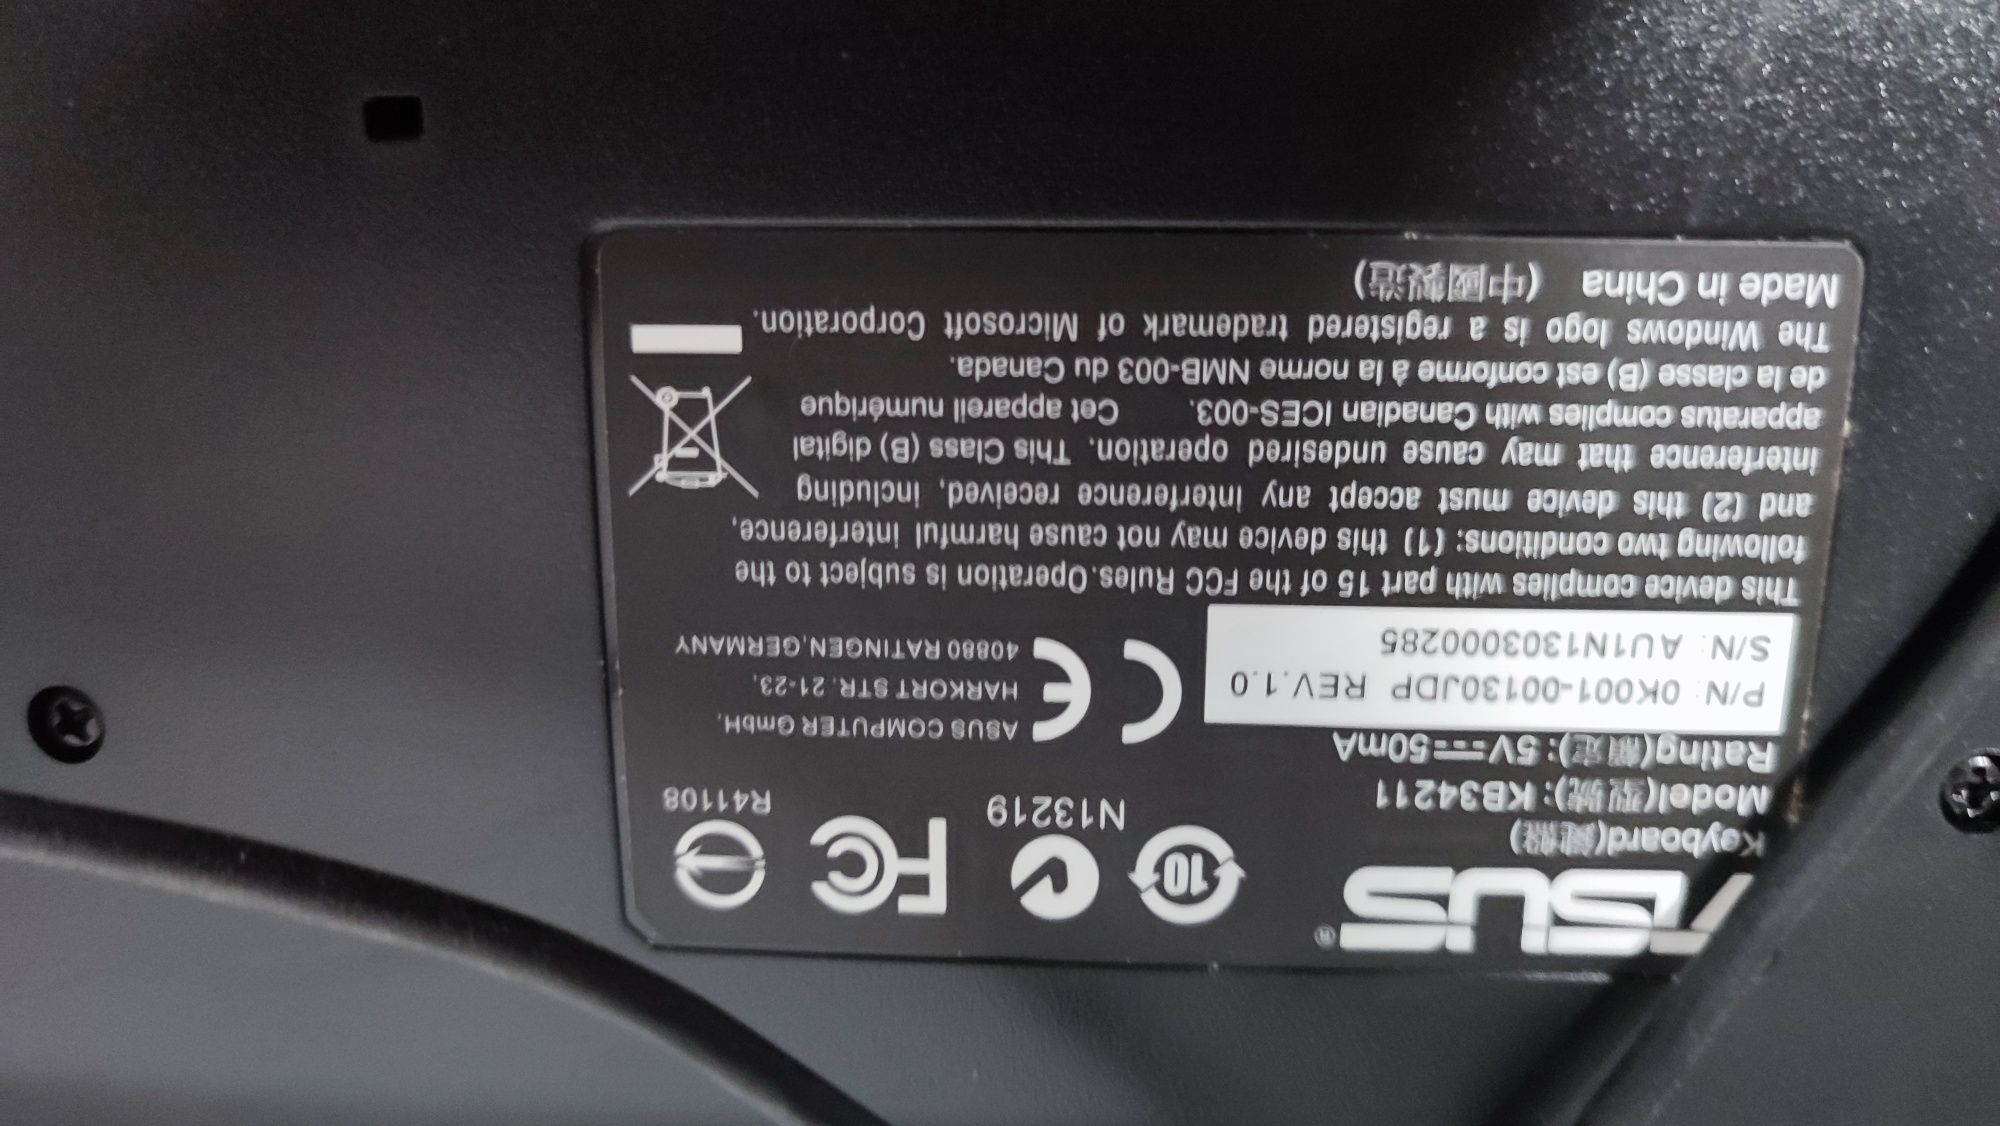 ASUS®
Keyboard(鍵盤)
Model(型號): KB34211
Rating(額定): 5V⎓50mA
P/N: 0K001-00130JDP REV.1.0
S/N: AU1N1303000285
10
N13219
FC
R41108
CE
ASUS COMPUTER GmbH.
HARKORT STR. 21-23,
40880 RATINGEN,GERMANY
This device complies with part 15 of the FCC Rules.Operation is subject to the
following two conditions: (1) this device may not cause harmful interference,
and (2) this device must accept any interference received, including
interference that may cause undesired operation. This Class (B) digital
apparatus complies with Canadian ICES-003. Cet appareil numérique
de la classe (B) est conforme à la norme NMB-003 du Canada.
The Windows logo is a registered trademark of Microsoft Corporation.
Made in China (中國製造)